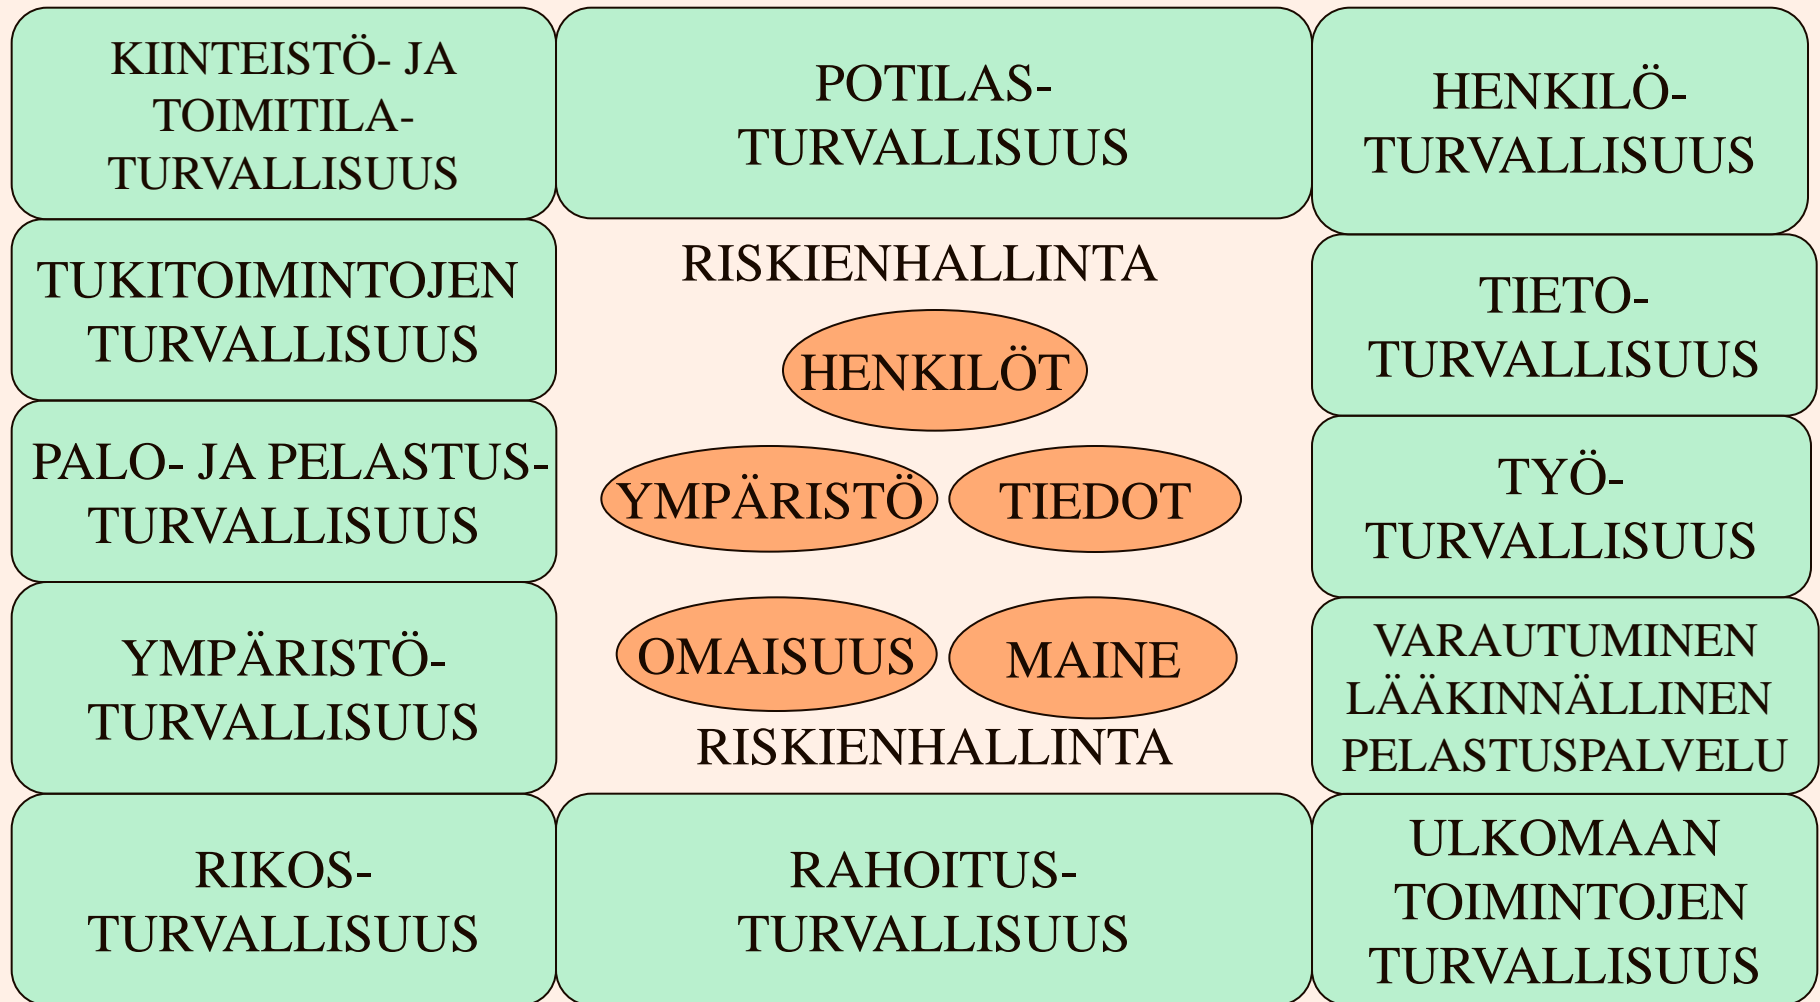 KIINTEISTÖ- JA
TOIMITILA-
TURVALLISUUS
POTILAS-
TURVALLISUUS
HENKILÖ-
TURVALLISUUS
TUKITOIMINTOJEN
TURVALLISUUS
RISKIENHALLINTA
HENKILÖT
TIETO-
TURVALLISUUS
PALO- JA PELASTUS-
TURVALLISUUS
YMPÄRISTÖ
TIEDOT
TYÖ-
TURVALLISUUS
YMPÄRISTÖ-
TURVALLISUUS
OMAISUUS
MAINE
RISKIENHALLINTA
VARAUTUMINEN
LÄÄKINNÄLLINEN
PELASTUSPALVELU
RIKOS-
TURVALLISUUS
RAHOITUS-
TURVALLISUUS
ULKOMAAN
TOIMINTOJEN
TURVALLISUUS